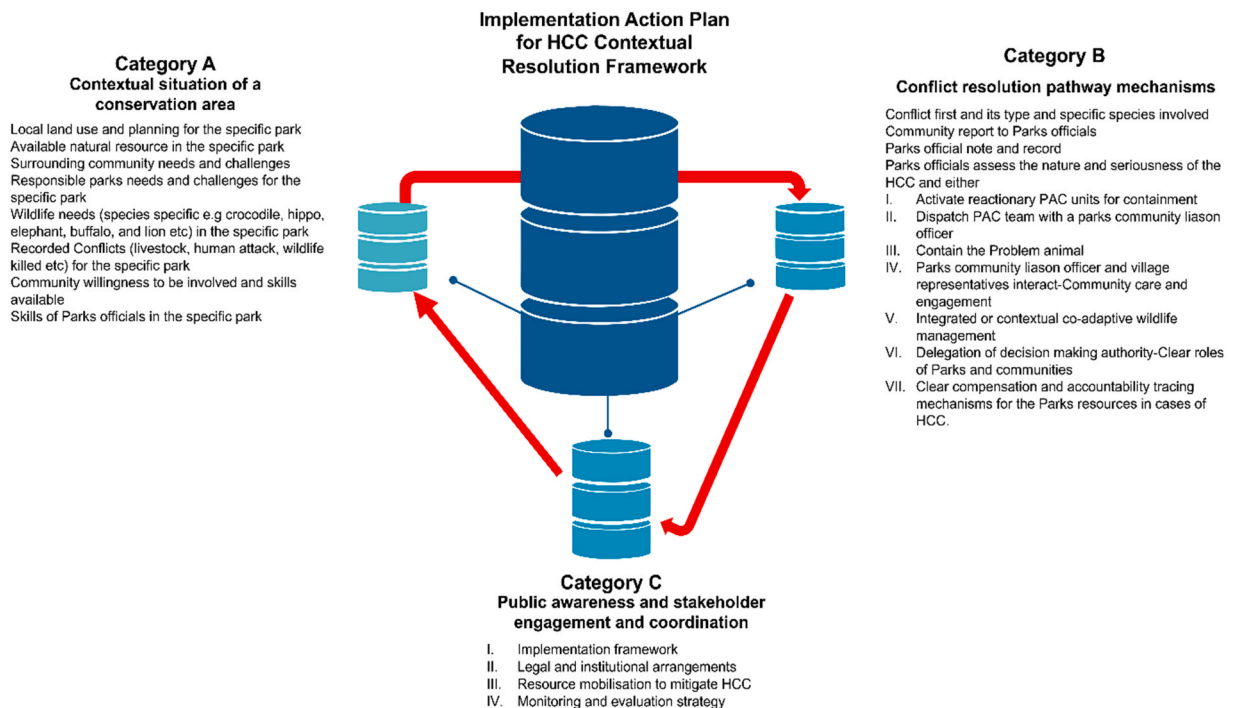 Implementation Action Plan
for HCC Contextual
Resolution Framework
Category A
Contextual situation of a
conservation area
Local land use and planning for the specific park
Available natural resource in the specific park
Surrounding community needs and challenges
Responsible parks needs and challenges for the
specific park
Wildlife needs (species specific e.g crocodile, hippo,
elephant, buffalo, and lion etc) in the specific park
Recorded Conflicts (livestock, human attack, wildlife
killed etc) for the specific park
Community willingness to be involved and skills
available
Skills of Parks officials in the specific park
Category B
Conflict resolution pathway mechanisms
Conflict first and its type and specific species involved
Community report to Parks officials
Parks official note and record
Parks officials assess the nature and seriousness of the
HCC and either
I. Activate reactionary PAC units for containment
II. Dispatch PAC team with a parks community liason
officer
III. Contain the Problem animal
IV. Parks community liason officer and village
representatives interact-Community care and
engagement
V. Integrated or contextual co-adaptive wildlife
management
VI. Delegation of decision making authority-Clear roles
of Parks and communities
VII. Clear compensation and accountability tracing
mechanisms for the Parks resources in cases of
HCC.
Category C
Public awareness and stakeholder
engagement and coordination
I. Implementation framework
II. Legal and institutional arrangements
III. Resource mobilisation to mitigate HCC
IV. Monitoring and evaluation strategy